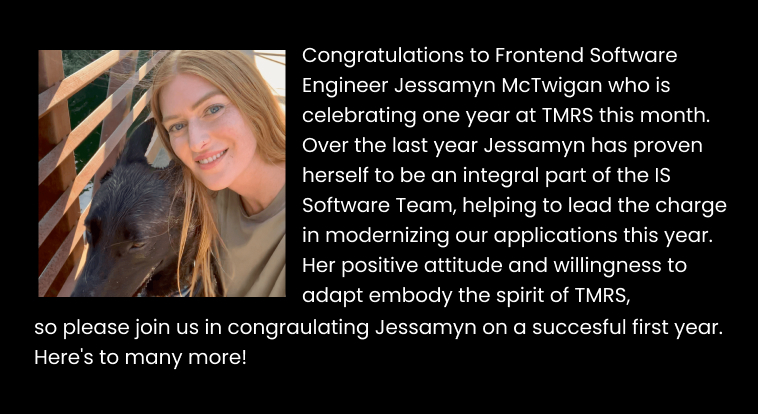 Congratulations to Frontend Software
Engineer Jessamyn McTwigan who is
celebrating one year at TMRS this month.
Over the last year Jessamyn has proven
herself to be an integral part of the IS
Software Team, helping to lead the charge
in modernizing our applications this year.
Her positive attitude and willingness to
adapt embody the spirit of TMRS,
so please join us in congraulating Jessamyn on a succesful first year.
Here's to many more!